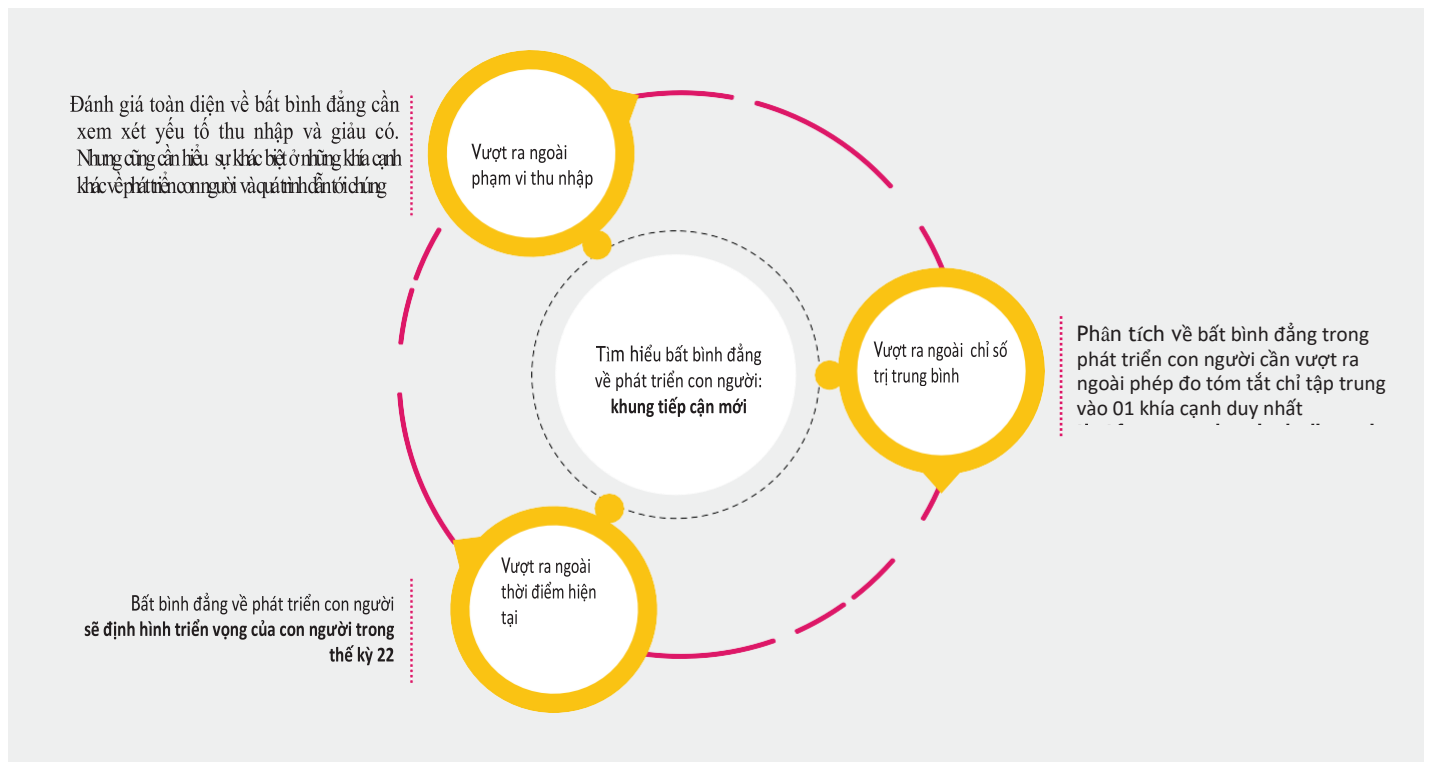 Đánh giá toàn diện về bất bình đẳng cần
xem xét yếu tố thu nhập và giảu có.
Nhưng cũng cần hiểu sự khác biệt ở những khía cạnh
khác về phát triển con người và quá trình dẫn tới chúng
Vượt ra ngoài
phạm vi thu nhập
Tìm hiểu bất bình đẳng
về phát triển con người:
khung tiếp cận mới
Vượt ra ngoài chỉ số
trị trung bình
Phân tích về bất bình đẳng trong
phát triển con người cần vượt ra
ngoài phép đo tóm tắt chỉ tập trung
vào 01 khía cạnh duy nhất
Vượt ra ngoài
thời điểm hiện
tại
Bất bình đẳng về phát triển con người
sẽ định hình triển vọng của con người trong
thế kỳ 22